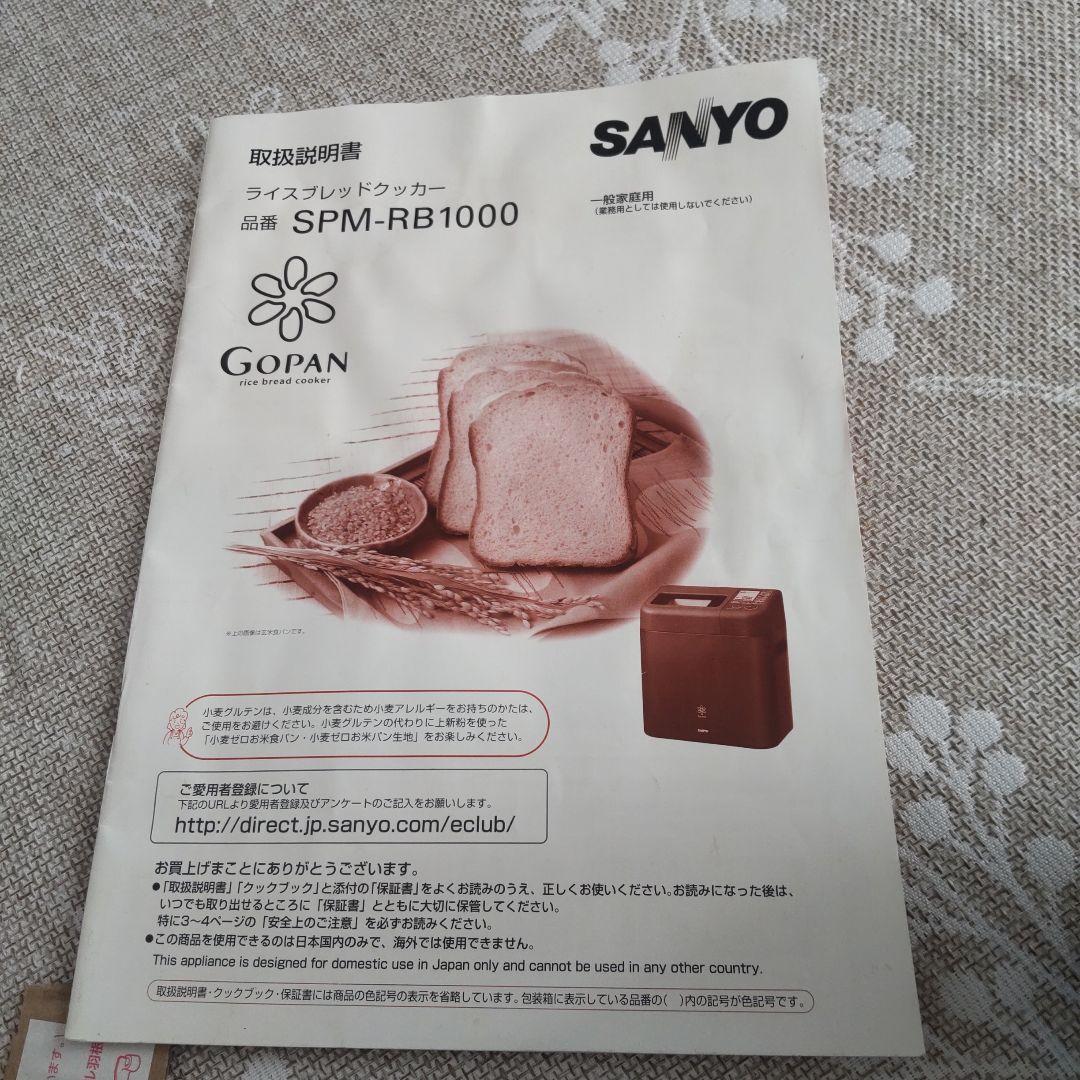 取扱説明書
SANYO
ライスブレッドクッカー
品番 SPM-RB1000
一般家庭用
(業務用としては使用しないでください)
GOPAN
rice bread cooker
※上の画像は玄米食パンです。
小麦グルテンは、小麦成分を含むため小麦アレルギーをお持ちのかたは、
ご使用をお避けください。小麦グルテンの代わりに上新粉を使った
「小麦ゼロお米食パン・小麦ゼロお米パン生地」をお楽しみください。
ご愛用者登録について
下記のURLより愛用者登録及びアンケートのご記入をお願いします。
http://direct.jp.sanyo.com/eclub/
お買上げまことにありがとうございます。
●「取扱説明書」「クックブック」と添付の「保証書」をよくお読みのうえ、正しくお使いください。お読みになった後は、
いつでも取り出せるところに「保証書」とともに大切に保管してください。
特に3〜4ページの「安全上のご注意」を必ずお読みください。
●この商品を使用できるのは日本国内のみで、海外では使用できません。
This appliance is designed for domestic use in Japan only and cannot be used in any other country.
取扱説明書・クックブック・保証書には商品の色記号の表示を省略しています。包装箱に表示している品番の( )内の記号が色記号です。
います。
レ羽根